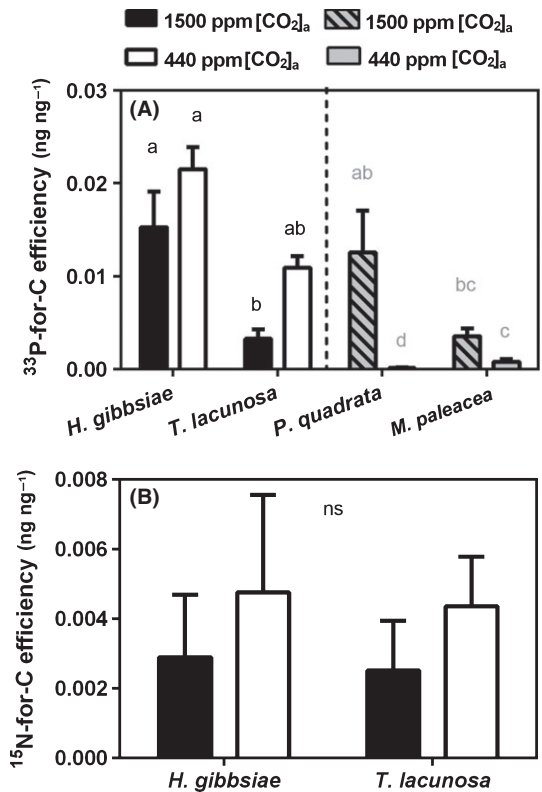 1500 ppm [CO₂]ₐ 1500 ppm [CO₂]ₐ
440 ppm [CO₂]ₐ 440 ppm [CO₂]ₐ
(A)
³³P-for-C efficiency (ng ng⁻¹)
0.03
0.02
0.01
0.00
a
a
b
ab
ab
d
bc
c
H. gibbsiae
T. lacunosa
P. quadrata
M. paleacea
(B)
¹⁵N-for-C efficiency (ng ng⁻¹)
0.008
0.006
0.004
0.002
0.000
ns
H. gibbsiae
T. lacunosa